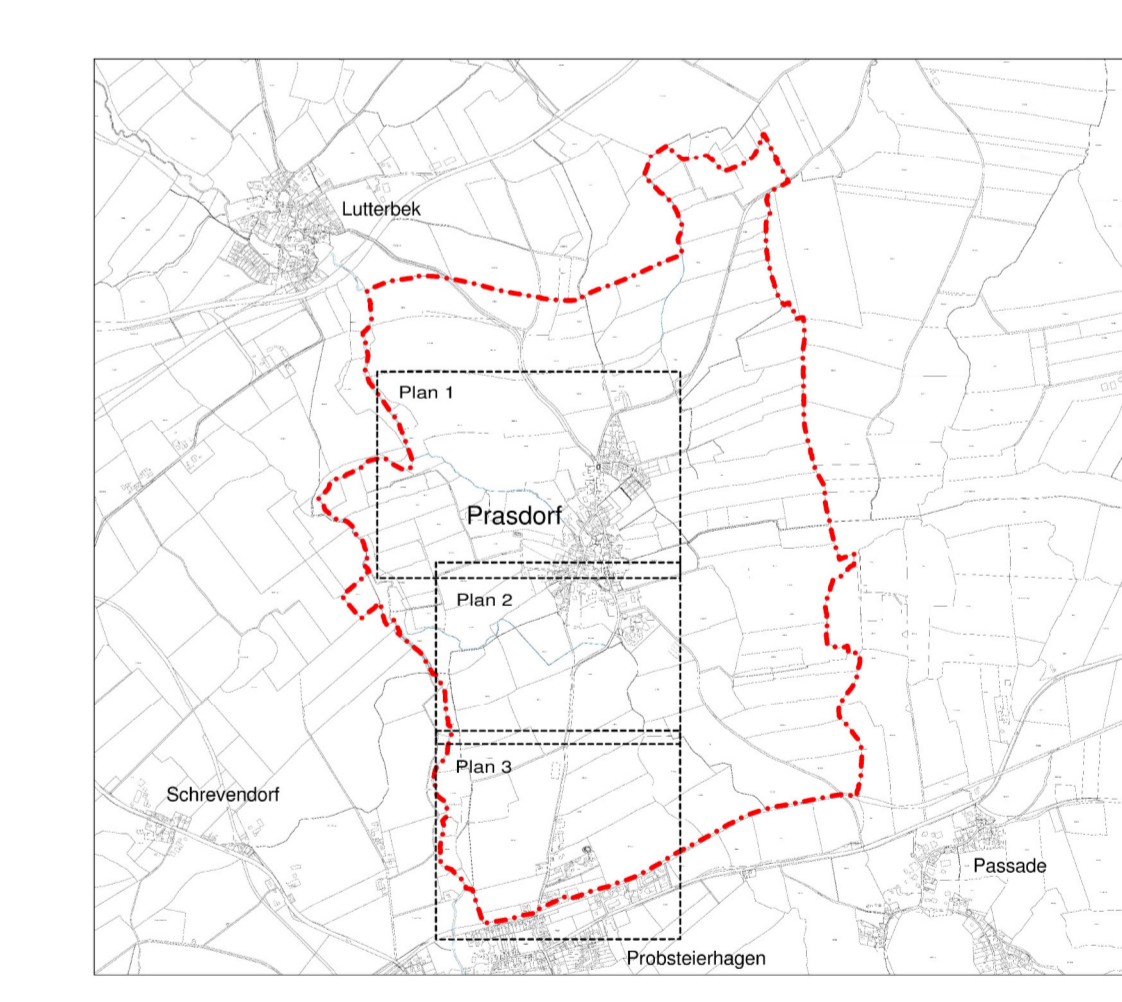 Lutterbek
Plan 1
Prasdorf
Plan 2
Plan 3
Schrevendorf
Passade
Probsteierhagen